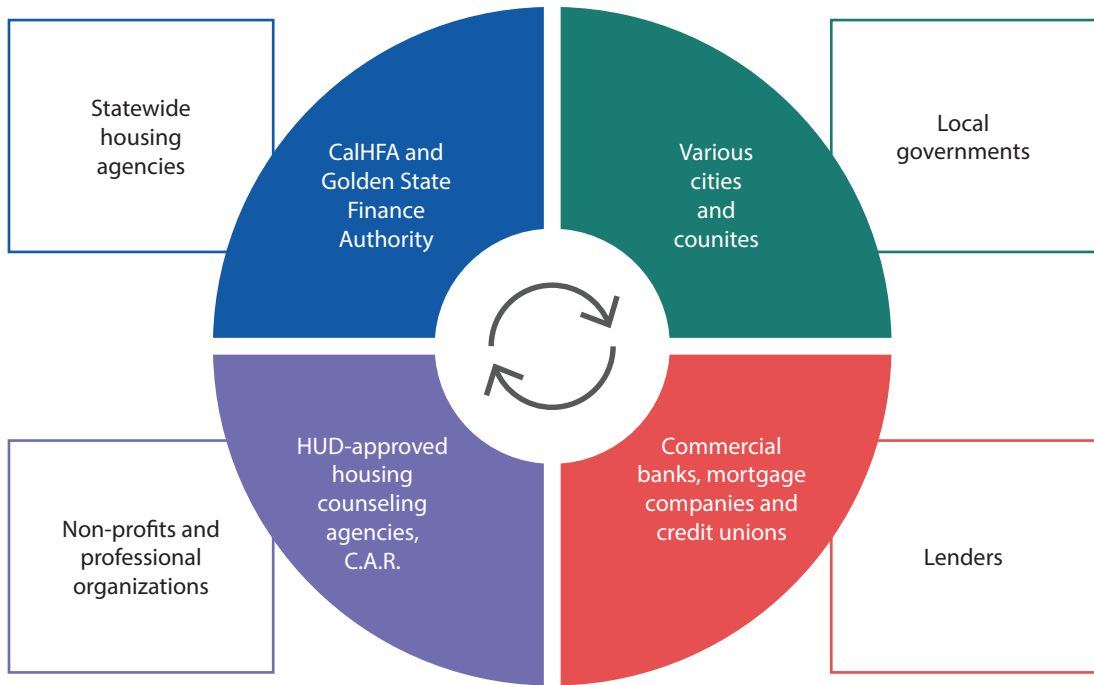 Statewide
housing
agencies
CalHFA and
Golden State
Finance
Authority
Various
cities
and
counites
Local
governments
Non-profits and
professional
organizations
HUD-approved
housing
counseling
agencies,
C.A.R.
Commercial
banks, mortgage
companies and
credit unions
Lenders